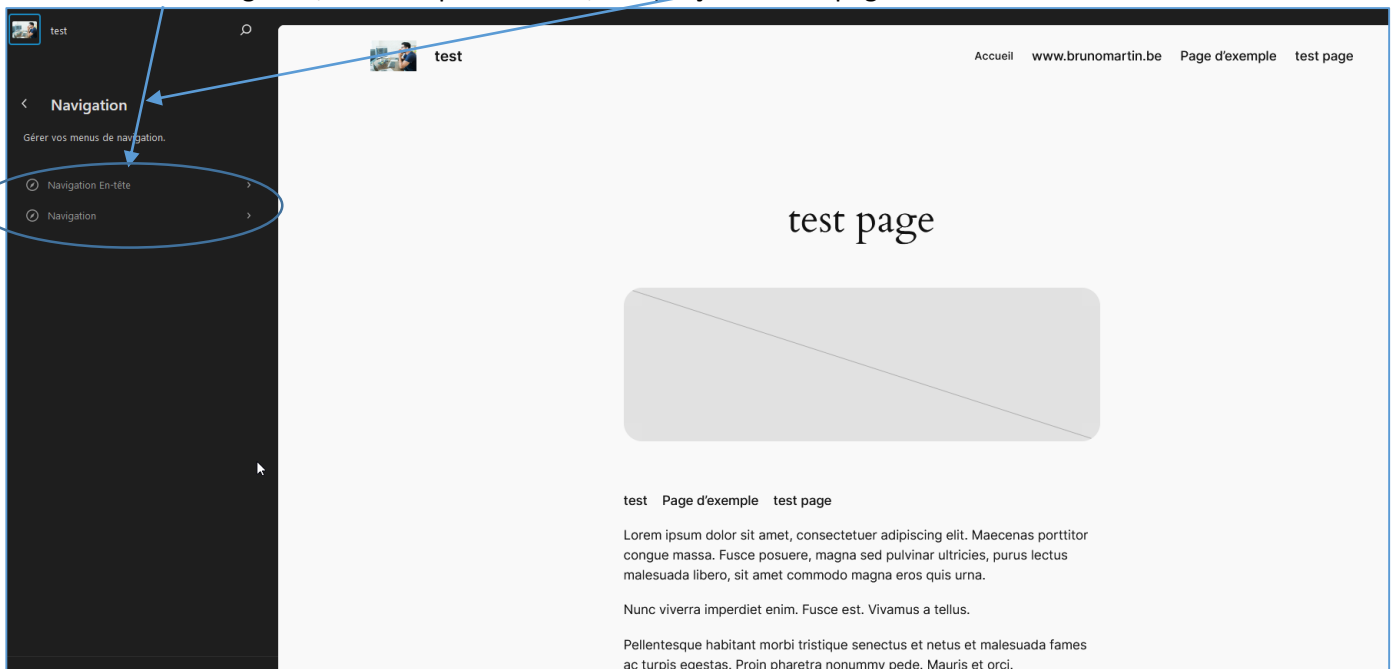 test
Navigation
Gérer vos menus de navigation.
Navigation En-tête
Navigation
test
Accueil www.brunomartin.be Page d'exemple test page
test page
test Page d'exemple test page
Lorem ipsum dolor sit amet, consectetuer adipiscing elit. Maecenas porttitor
congue massa. Fusce posuere, magna sed pulvinar ultricies, purus lectus
malesuada libero, sit amet commodo magna eros quis urna.
Nunc viverra imperdiet enim. Fusce est. Vivamus a tellus.
Pellentesque habitant morbi tristique senectus et netus et malesuada fames
ac turpis egestas. Proin pharetra nonummy pede. Mauris et orci.